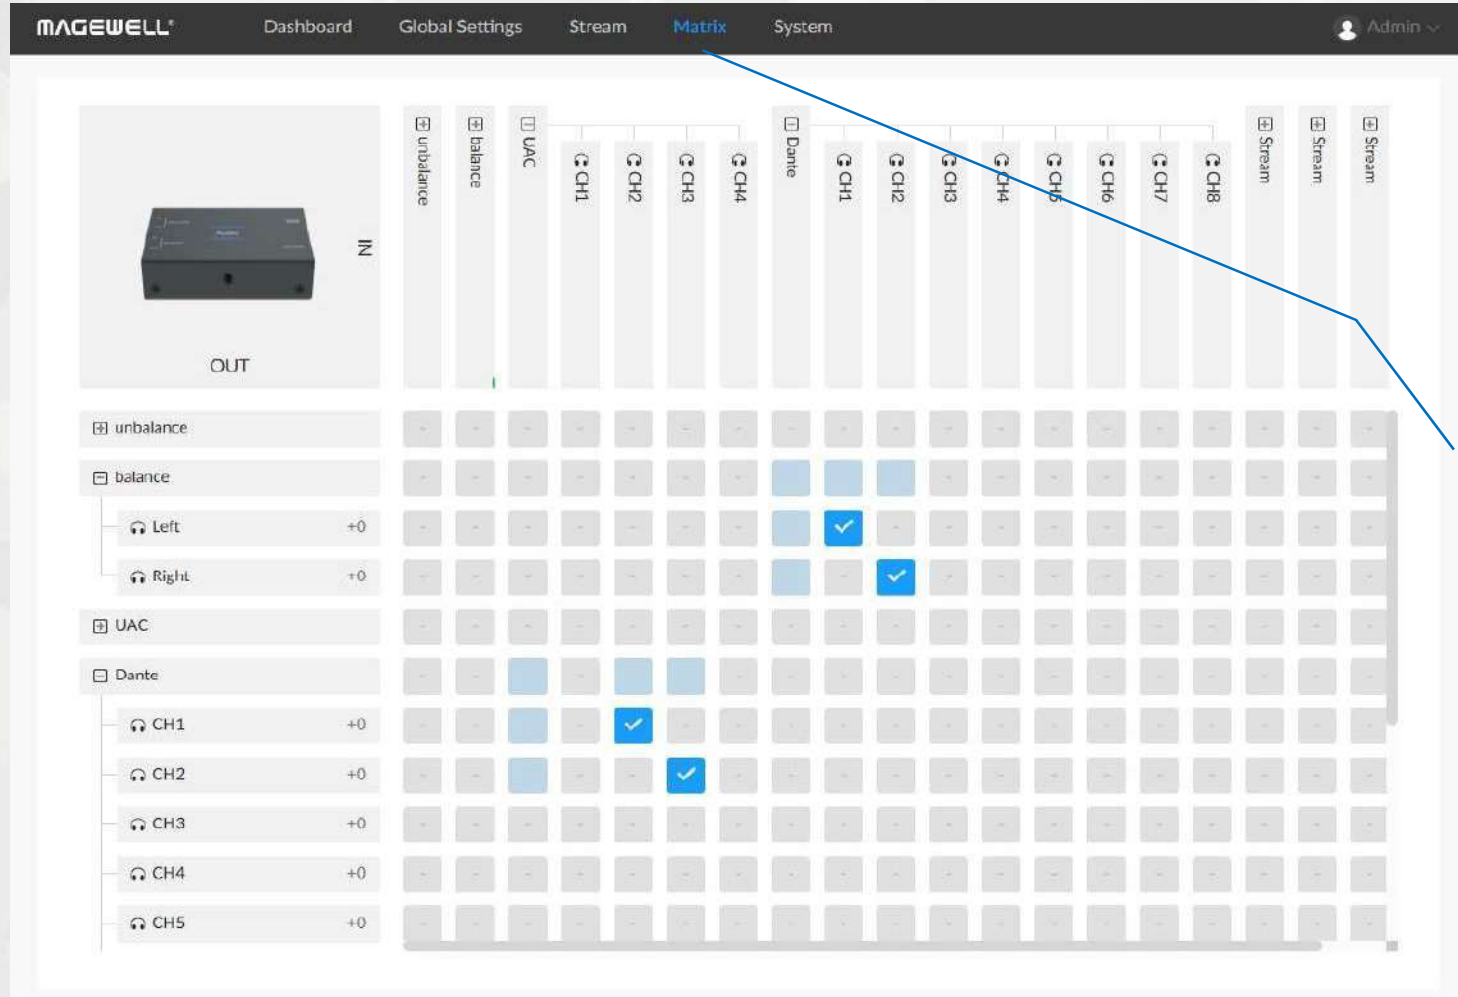 MAGEWELL® Dashboard Global Settings Stream Matrix System Admin
unbalance
balance
UAC
CH1
CH2
CH3
CH4
Dante
CH1
CH2
CH3
CH4
CH5
CH6
CH7
CH8
Stream
Stream
Stream
IN
OUT
unbalance
balance
Left +0
Right +0
UAC
Dante
CH1 +0
CH2 +0
CH3 +0
CH4 +0
CH5 +0